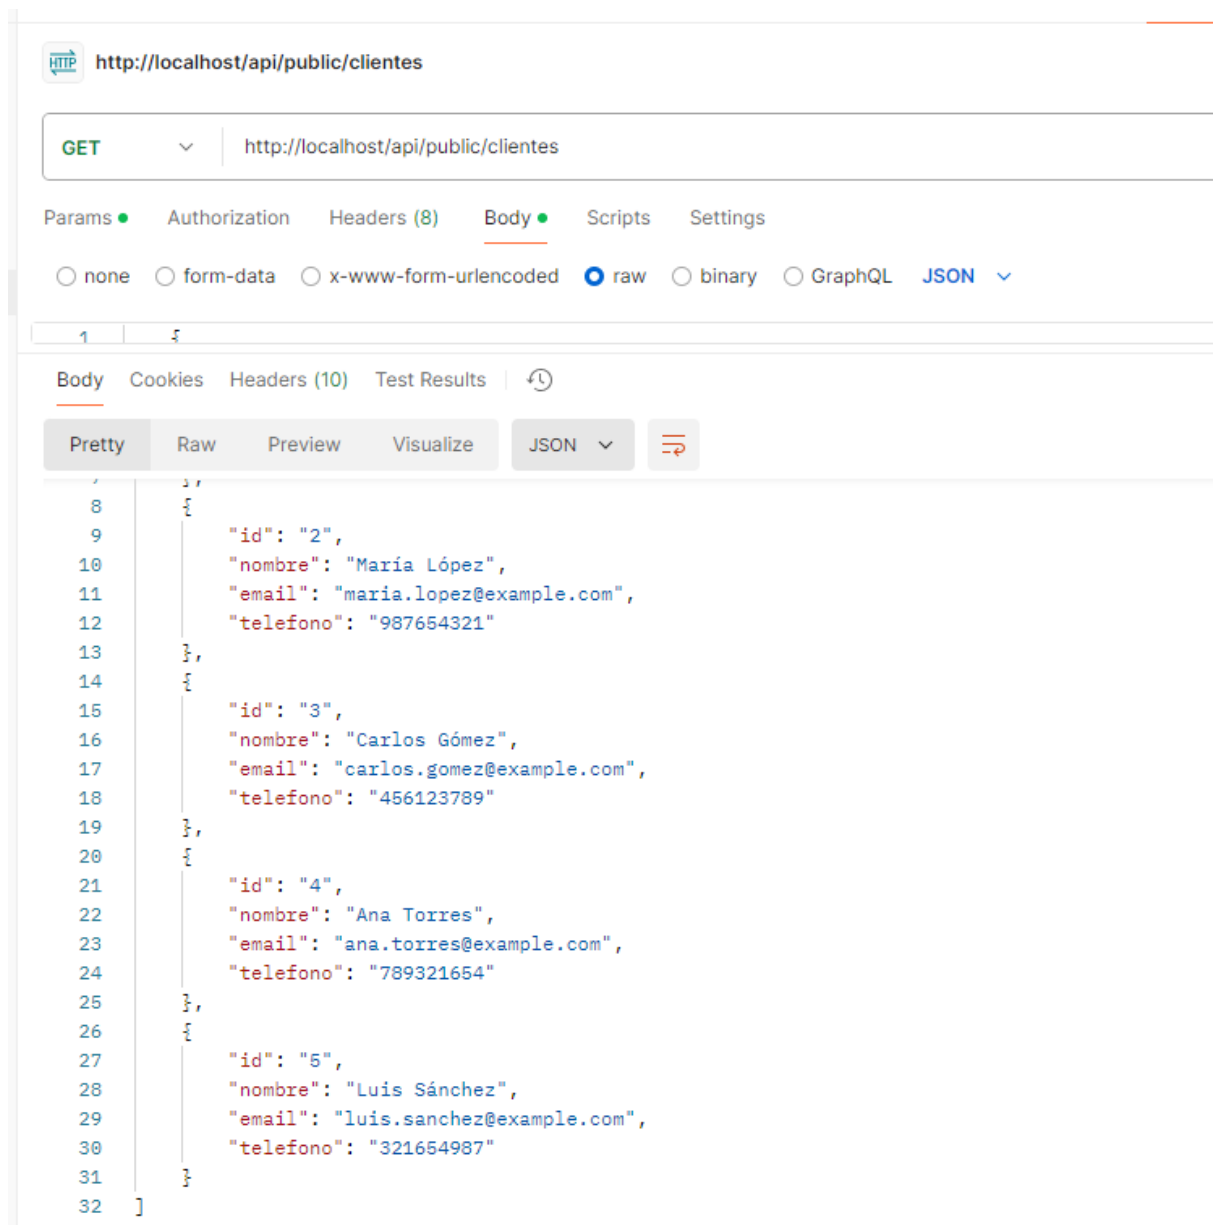 HTTP http://localhost/api/public/clientes
GET http://localhost/api/public/clientes
Params Authorization Headers (8) Body Scripts Settings
none form-data x-www-form-urlencoded raw binary GraphQL JSON
1 {
Body Cookies Headers (10) Test Results
Pretty Raw Preview Visualize JSON
7 },
8 {
9 "id": "2",
10 "nombre": "María López",
11 "email": "maria.lopez@example.com",
12 "telefono": "987654321"
13 },
14 {
15 "id": "3",
16 "nombre": "Carlos Gómez",
17 "email": "carlos.gomez@example.com",
18 "telefono": "456123789"
19 },
20 {
21 "id": "4",
22 "nombre": "Ana Torres",
23 "email": "ana.torres@example.com",
24 "telefono": "789321654"
25 },
26 {
27 "id": "5",
28 "nombre": "Luis Sánchez",
29 "email": "luis.sanchez@example.com",
30 "telefono": "321654987"
31 }
32 ]